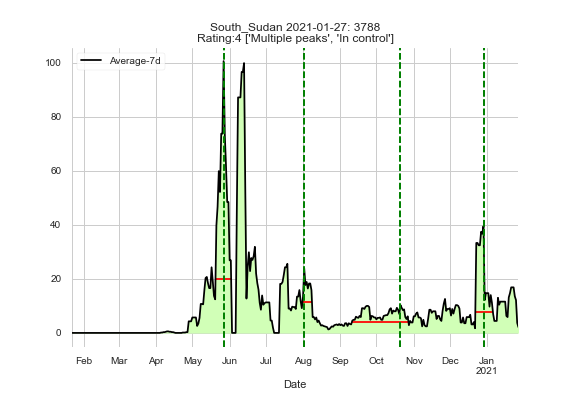 South_Sudan 2021-01-27: 3788
Rating:4 ['Multiple peaks', 'In control']
Average-7d
100
80
60
40
20
0
Feb Mar Apr May Jun Jul Aug Sep Oct Nov Dec Jan
2021
Date